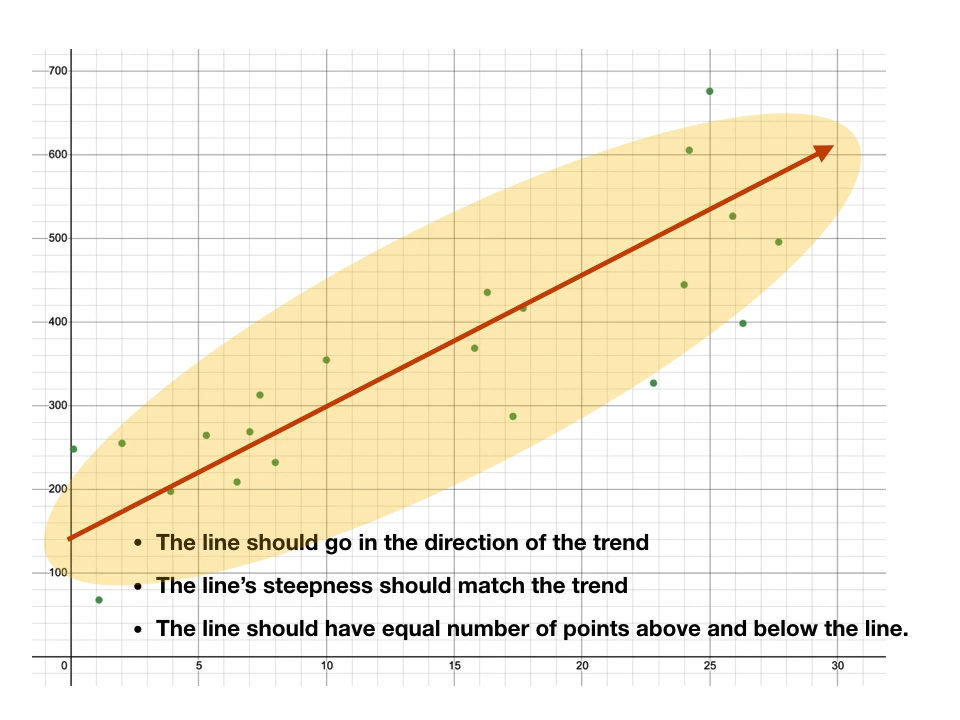 700
600
500
400
300
200
100
• The line should go in the direction of the trend
• The line’s steepness should match the trend
• The line should have equal number of points above and below the line.
0 5 10 15 20 25 30